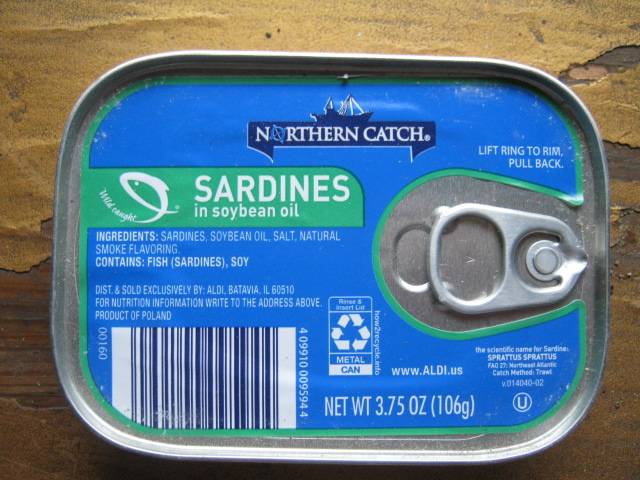 NORTHERN CATCH®
LIFT RING TO RIM,
PULL BACK.
Wild caught
SARDINES
in soybean oil
INGREDIENTS: SARDINES, SOYBEAN OIL, SALT, NATURAL
SMOKE FLAVORING.
CONTAINS: FISH (SARDINES), SOY
DIST. & SOLD EXCLUSIVELY BY: ALDI, BATAVIA, IL 60510
FOR NUTRITION INFORMATION WRITE TO THE ADDRESS ABOVE.
PRODUCT OF POLAND
00160
4 09910 009594 4
Rinse &
Insert Lid
METAL
CAN
how2recycle.info
www.ALDI.us
the scientific name for Sardines
SPRATTUS SPRATTUS
FAO 27: Northeast Atlantic
Catch Method: Trawl
v.014040-02
U
NET WT 3.75 OZ (106g)